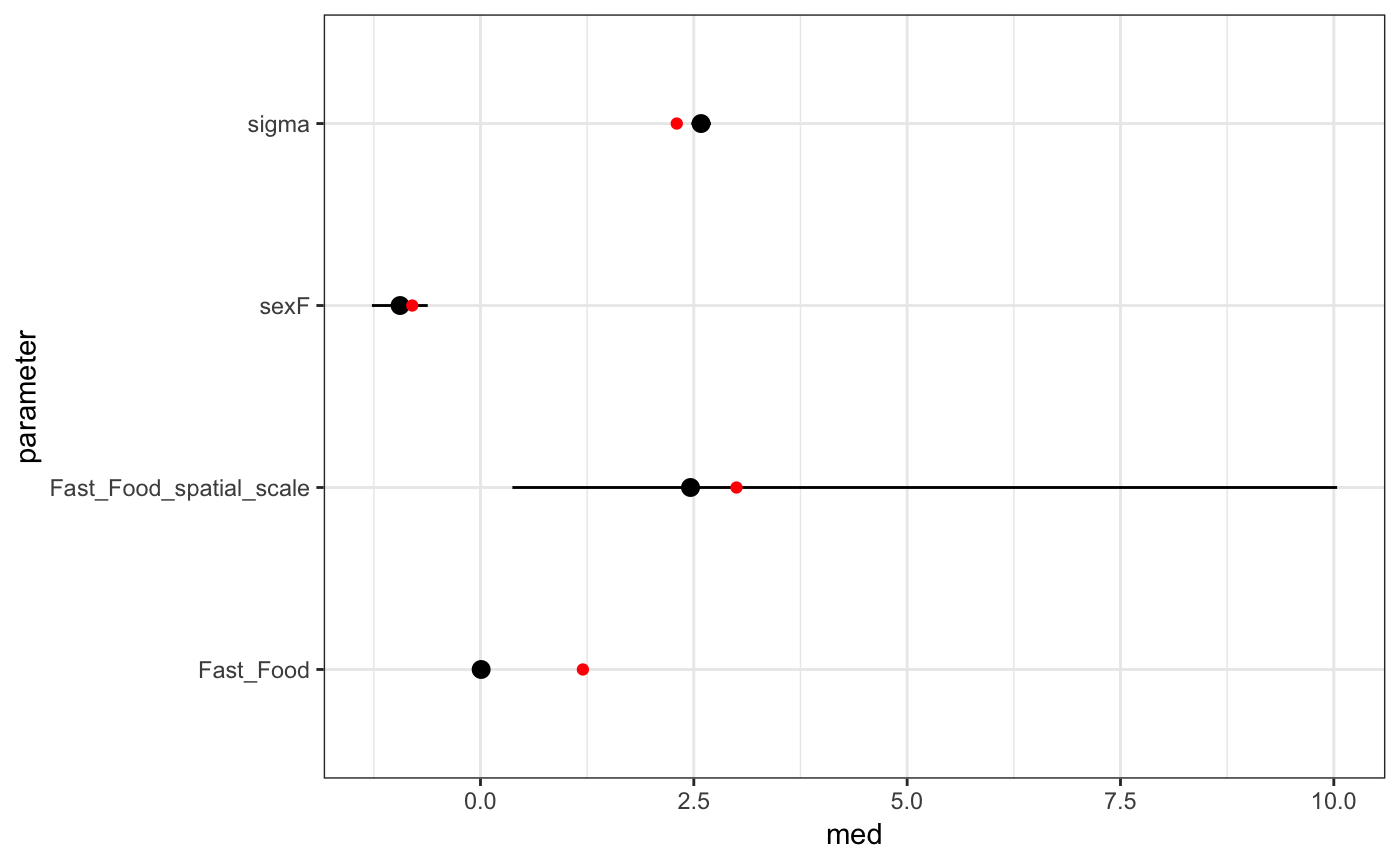 sigma
sexF
Fast_Food_spatial_scale
Fast_Food
parameter
0.0 2.5 5.0 7.5 10.0
med